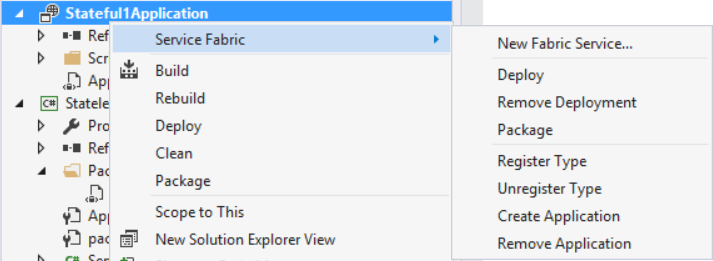 Stateful1Application
Ref
Scr
App
Statele
Pro
Ref
Pac
App
pac
Service Fabric
Build
Rebuild
Deploy
Clean
Package
Scope to This
New Solution Explorer View
New Fabric Service...
Deploy
Remove Deployment
Package
Register Type
Unregister Type
Create Application
Remove Application